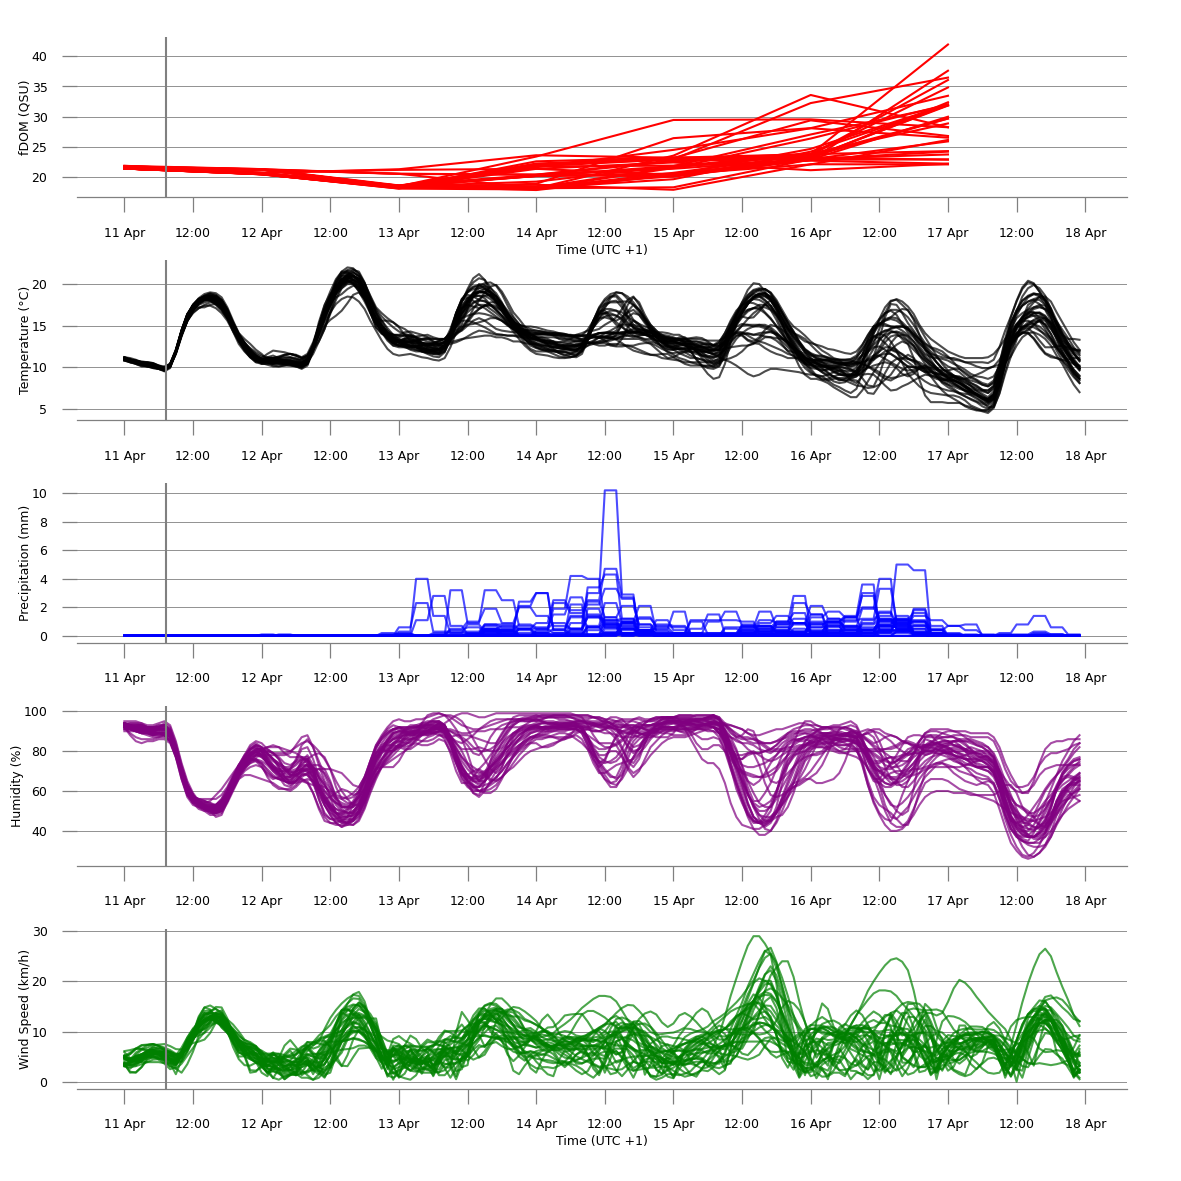 fDOM (QSU)
40
35
30
25
20
11 Apr 12:00 12 Apr 12:00 13 Apr 12:00 14 Apr 12:00 15 Apr 12:00 16 Apr 12:00 17 Apr 12:00 18 Apr
Time (UTC +1)
Temperature (°C)
20
15
10
5
11 Apr 12:00 12 Apr 12:00 13 Apr 12:00 14 Apr 12:00 15 Apr 12:00 16 Apr 12:00 17 Apr 12:00 18 Apr
Precipitation (mm)
10
8
6
4
2
0
11 Apr 12:00 12 Apr 12:00 13 Apr 12:00 14 Apr 12:00 15 Apr 12:00 16 Apr 12:00 17 Apr 12:00 18 Apr
Humidity (%)
100
80
60
40
11 Apr 12:00 12 Apr 12:00 13 Apr 12:00 14 Apr 12:00 15 Apr 12:00 16 Apr 12:00 17 Apr 12:00 18 Apr
Wind Speed (km/h)
30
20
10
0
11 Apr 12:00 12 Apr 12:00 13 Apr 12:00 14 Apr 12:00 15 Apr 12:00 16 Apr 12:00 17 Apr 12:00 18 Apr
Time (UTC +1)